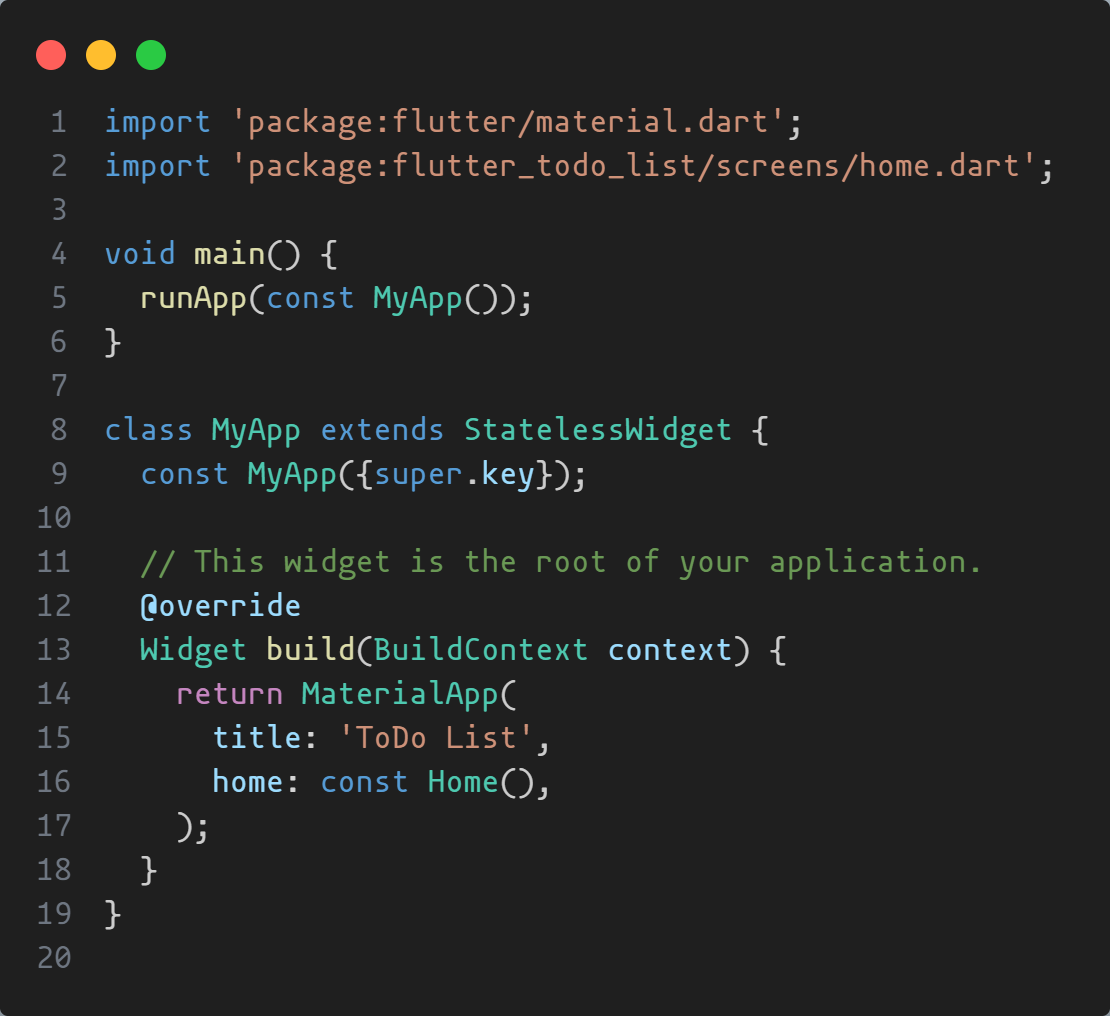 1 import 'package:flutter/material.dart';
2 import 'package:flutter_todo_list/screens/home.dart';
3
4 void main() {
5   runApp(const MyApp());
6 }
7
8 class MyApp extends StatelessWidget {
9   const MyApp({super.key});
10
11   // This widget is the root of your application.
12   @override
13   Widget build(BuildContext context) {
14     return MaterialApp(
15       title: 'ToDo List',
16       home: const Home(),
17     );
18   }
19 }
20